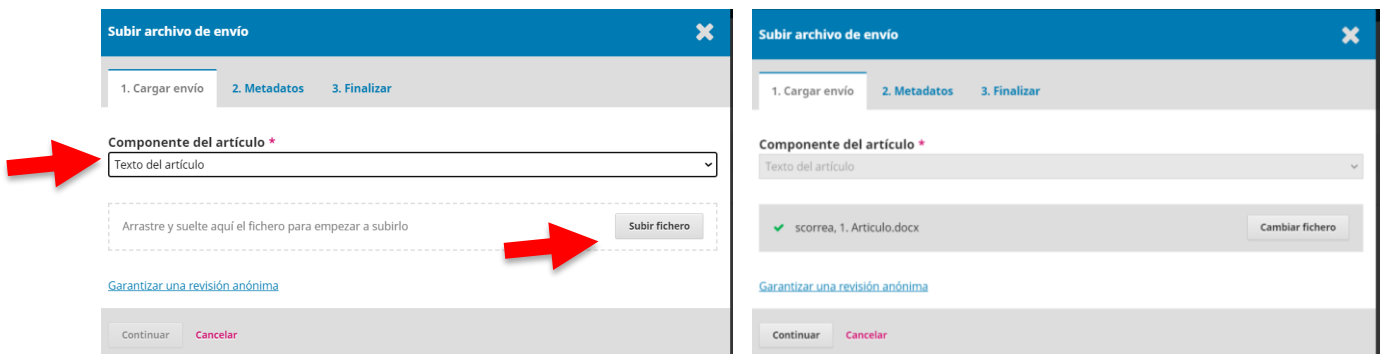 Subir archivo de envío
1. Cargar envío 2. Metadatos 3. Finalizar
Componente del artículo *
Texto del artículo
Arrastre y suelte aquí el fichero para empezar a subirlo Subir fichero
Garantizar una revisión anónima
Continuar Cancelar
Subir archivo de envío
1. Cargar envío 2. Metadatos 3. Finalizar
Componente del artículo *
Texto del artículo
scorrea, 1. Articulo.docx Cambiar fichero
Garantizar una revisión anónima
Continuar Cancelar